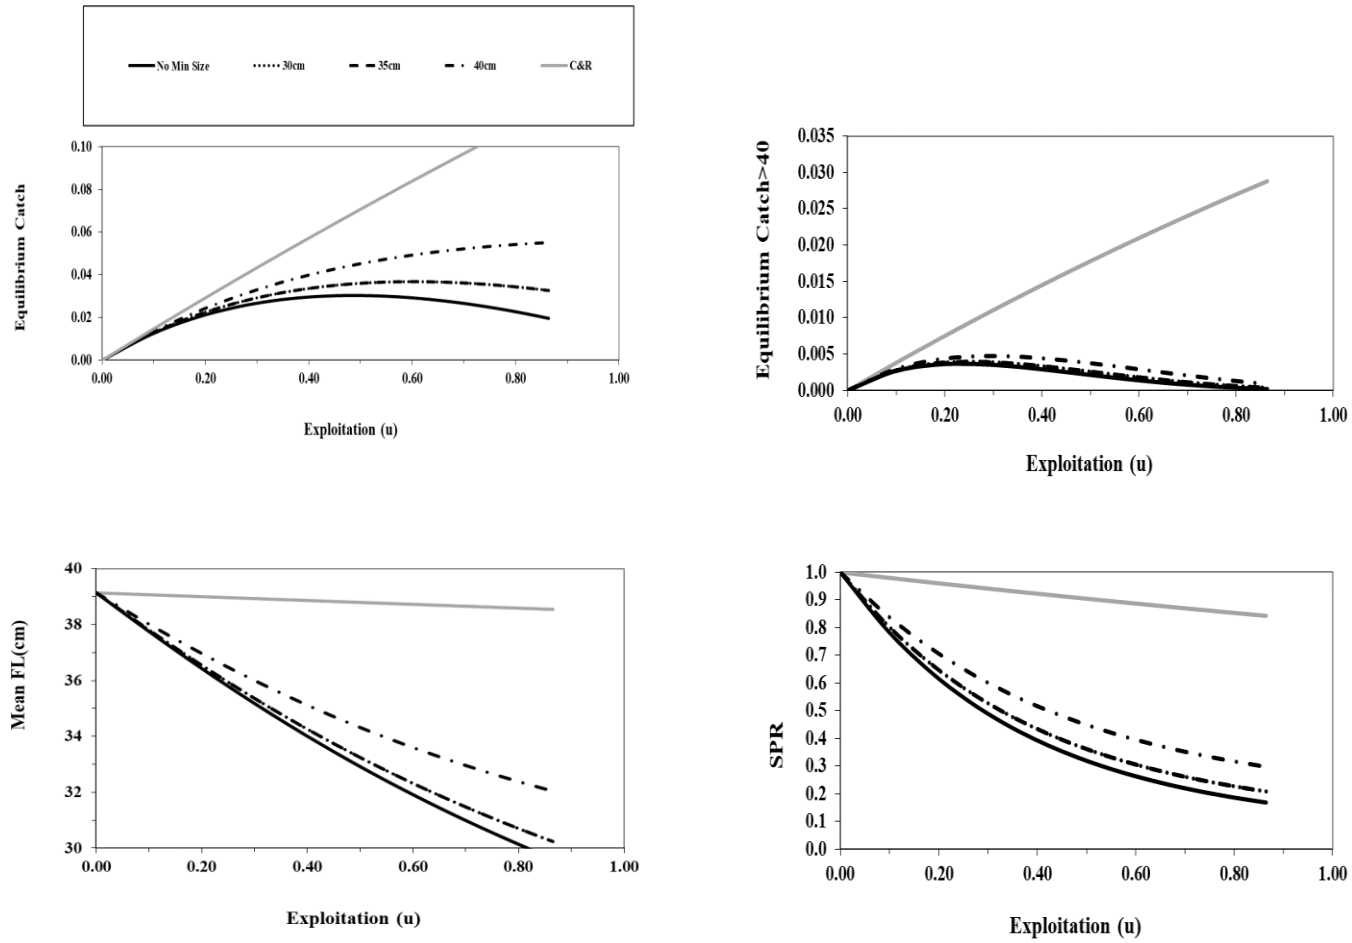 No Min Size 30cm 35cm 40cm C&R
Equilibrium Catch
0.10
0.08
0.06
0.04
0.02
0.00
0.00 0.20 0.40 0.60 0.80 1.00
Exploitation (u)
Equilibrium Catch>40
0.035
0.030
0.025
0.020
0.015
0.010
0.005
0.000
0.00 0.20 0.40 0.60 0.80 1.00
Exploitation (u)
Mean FL(cm)
40
38
36
34
32
30
0.00 0.20 0.40 0.60 0.80 1.00
Exploitation (u)
SPR
1.0
0.9
0.8
0.7
0.6
0.5
0.4
0.3
0.2
0.1
0.0
0.00 0.20 0.40 0.60 0.80 1.00
Exploitation (u)